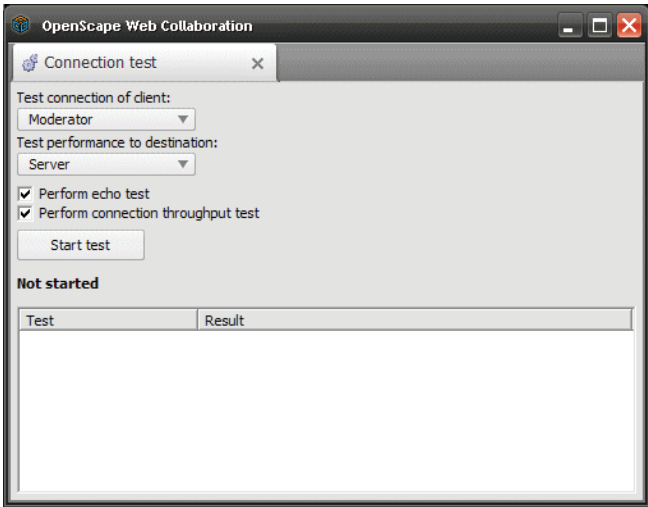 OpenScape Web Collaboration
Connection test
Test connection of client:
Moderator
Test performance to destination:
Server
Perform echo test
Perform connection throughput test
Start test
Not started
Test Result